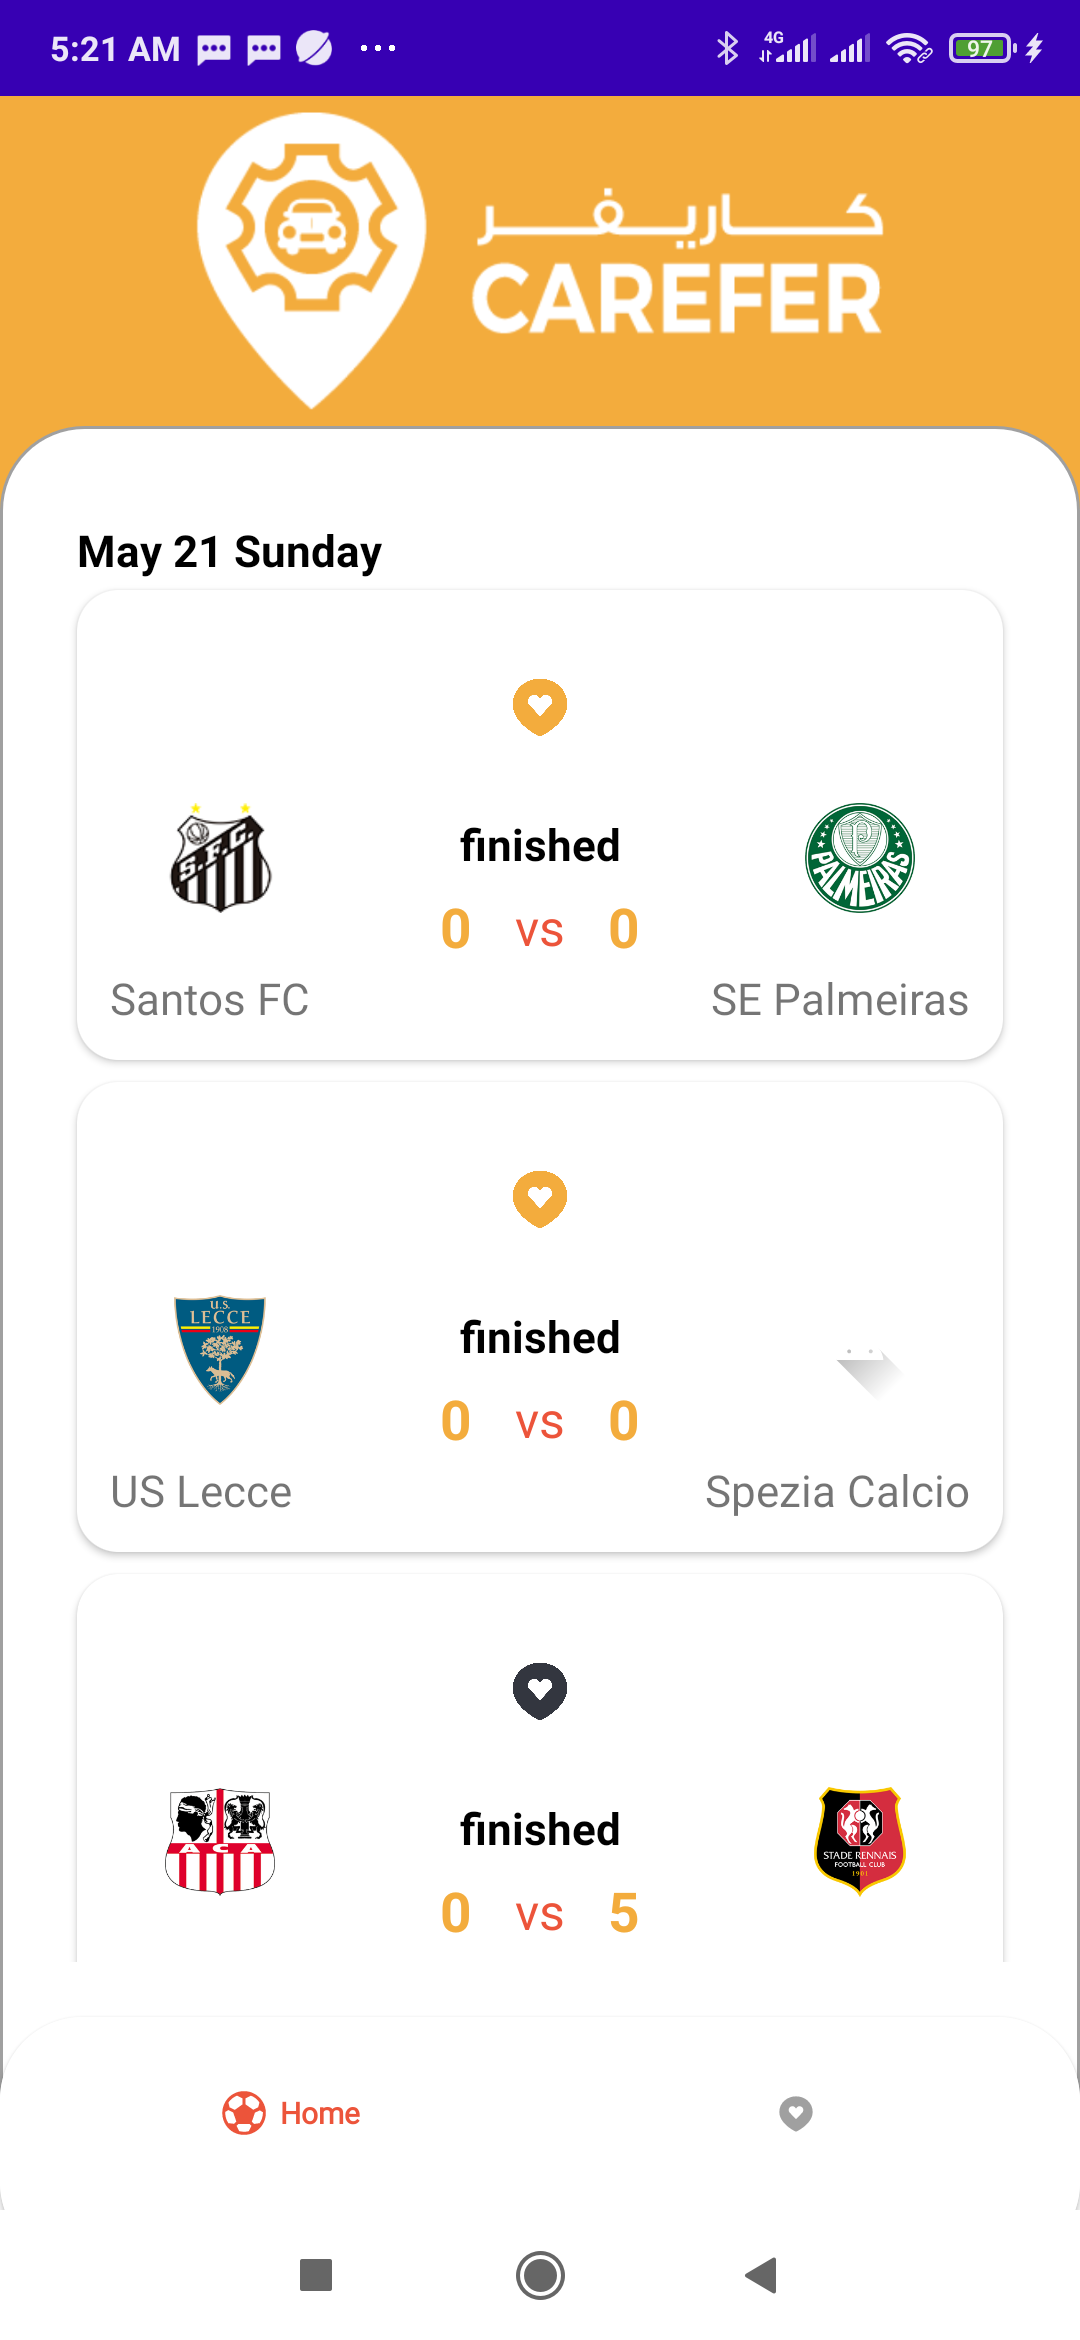 5:21 AM
4G
97
كاريفر
CAREFER
May 21 Sunday
S.F.C.
finished
P
PALMEIRAS
0 vs 0
Santos FC
SE Palmeiras
U.S.
LECCE
1908
finished
0 vs 0
US Lecce
Spezia Calcio
ACA
finished
STADE RENNAIS
FOOTBALL CLUB
1901
0 vs 5
Home